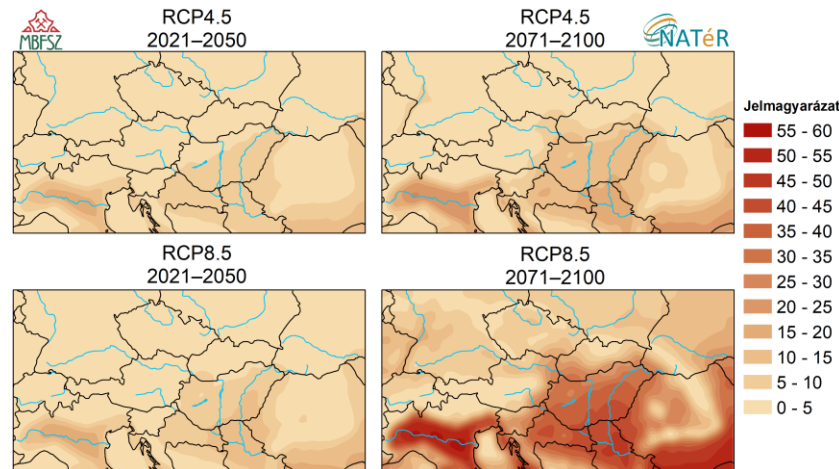 MBFSZ
RCP4.5
2021–2050
RCP4.5
2071–2100
NATéR
RCP8.5
2021–2050
RCP8.5
2071–2100
Jelmagyarázat
55 - 60
50 - 55
45 - 50
40 - 45
35 - 40
30 - 35
25 - 30
20 - 25
15 - 20
10 - 15
5 - 10
0 - 5